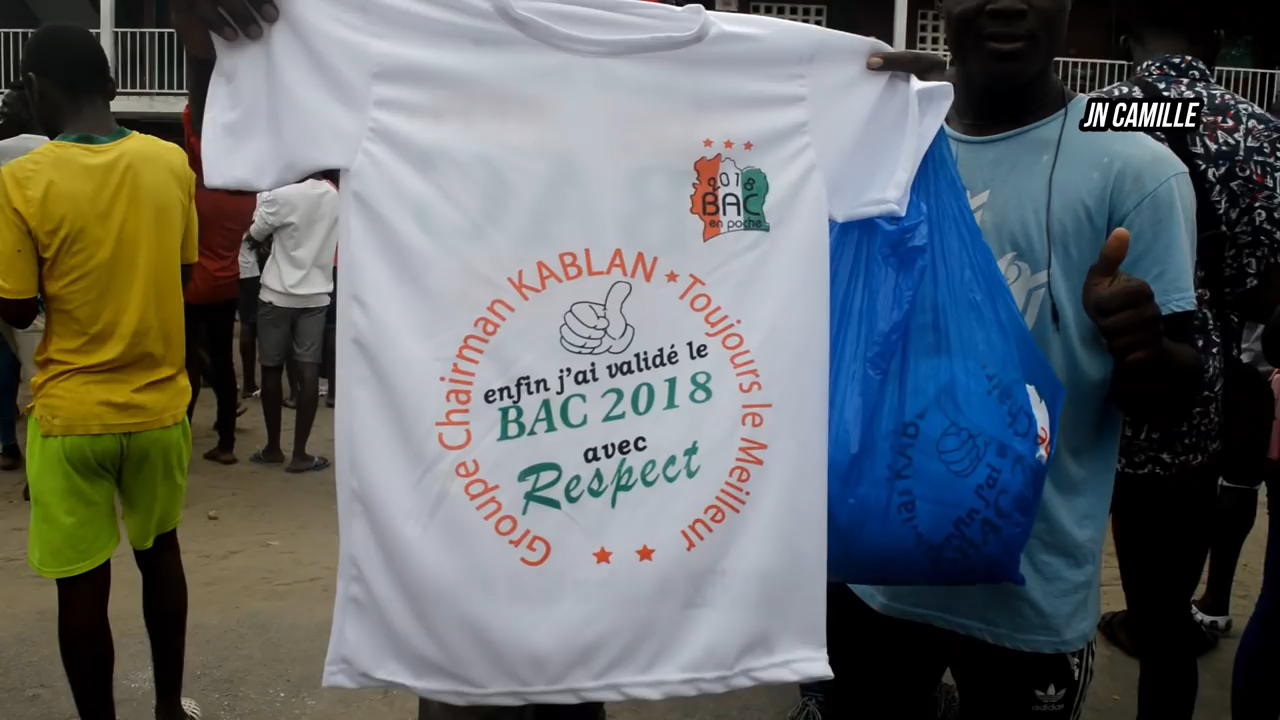 JN CAMILLE
2018
BAC
en poche
Groupe Chairman KABLAN ★ Toujours le Meilleur
enfin j'ai validé le
BAC 2018
avec
Respect
adidas